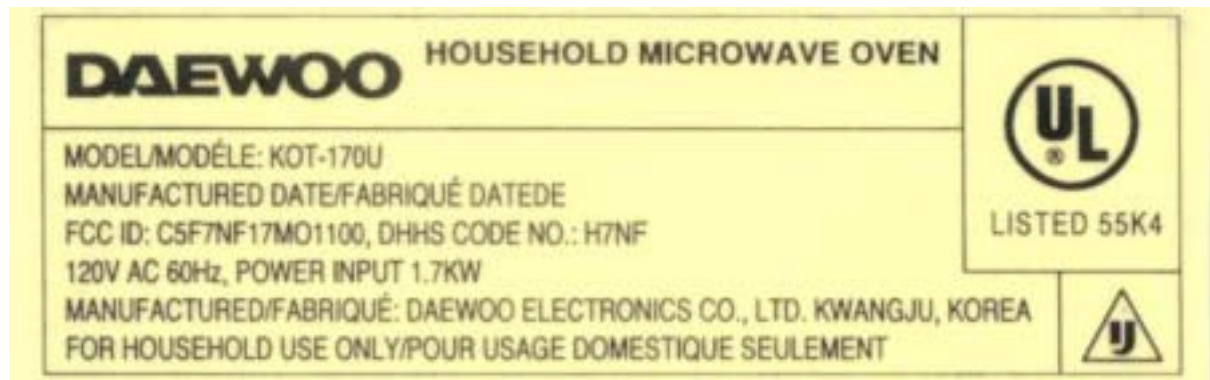 DAEWOO HOUSEHOLD MICROWAVE OVEN
MODEL/MODÉLE: KOT-170U
MANUFACTURED DATE/FABRIQUÉ DATEDE
FCC ID: C5F7NF17MO1100, DHHS CODE NO.: H7NF
120V AC 60Hz, POWER INPUT 1.7KW
MANUFACTURED/FABRIQUÉ: DAEWOO ELECTRONICS CO., LTD. KWANGJU, KOREA
FOR HOUSEHOLD USE ONLY/POUR USAGE DOMESTIQUE SEULEMENT
UL
®
LISTED 55K4
IJ